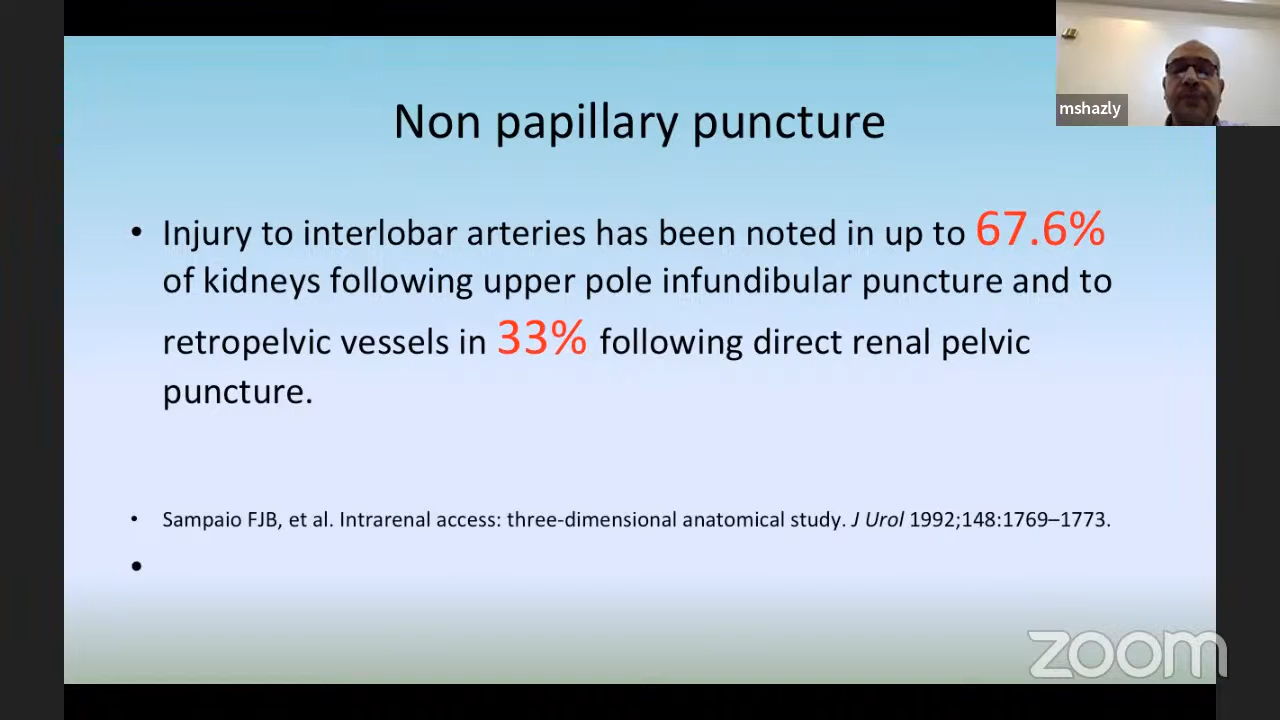 mshazly
Non papillary puncture
• Injury to interlobar arteries has been noted in up to 67.6%
of kidneys following upper pole infundibular puncture and to
retropelvic vessels in 33% following direct renal pelvic
puncture.
• Sampaio FJB, et al. Intrarenal access: three-dimensional anatomical study. J Urol 1992;148:1769–1773.
•
zoom